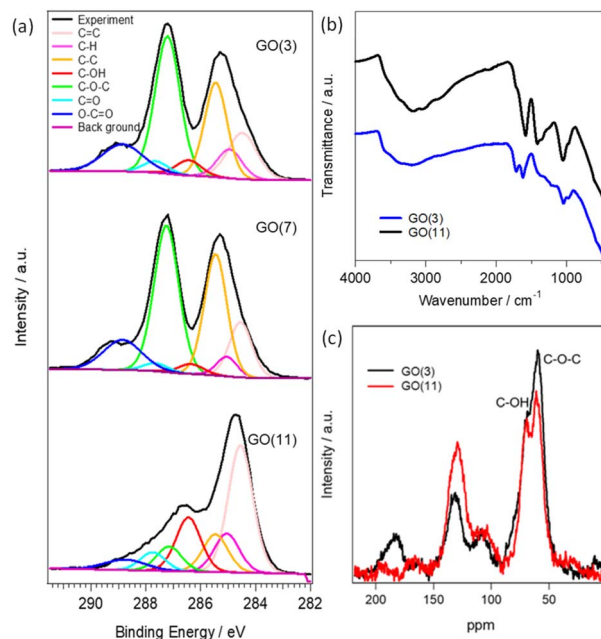 (a)
Experiment
C=C
C-H
C-C
C-OH
C-O-C
C=O
O-C=O
Back ground
GO(3)
GO(7)
GO(11)
Intensity / a.u.
290 288 286 284 282
Binding Energy / eV
(b)
Transmittance / a.u.
GO(3)
GO(11)
4000 3000 2000 1000
Wavenumber / cm-1
(c)
GO(3)
GO(11)
C-O-C
C-OH
Intensity / a.u.
200 150 100 50
ppm